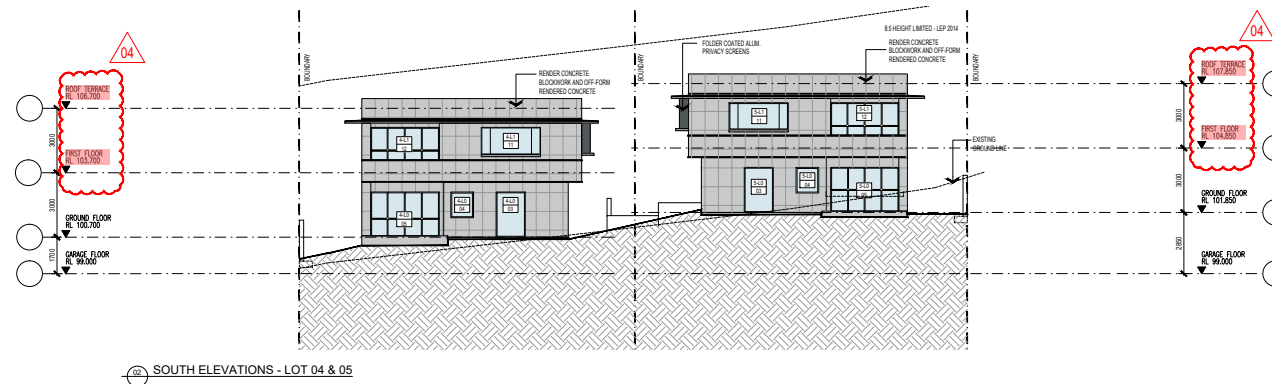 04
ROOF TERRACE
RL 106.700
3000
FIRST FLOOR
RL 103.700
3000
GROUND FLOOR
RL 100.700
1700
GARAGE FLOOR
RL 99.000
BOUNDARY
RENDER CONCRETE
BLOCKWORK AND OFF-FORM
RENDERED CONCRETE
4-L1
12
4-L1
11
4-L0
05
4-L0
04
4-L0
03
BOUNDARY
FOLDER COATED ALUM.
PRIVACY SCREENS
8.5 HEIGHT LIMITED - LEP 2014
RENDER CONCRETE
BLOCKWORK AND OFF-FORM
RENDERED CONCRETE
5-L1
11
5-L1
12
5-L0
03
5-L0
04
5-L0
05
EXISTING
GROUND LINE
BOUNDARY
04
ROOF TERRACE
RL 107.850
3010
FIRST FLOOR
RL 104.850
3000
GROUND FLOOR
RL 101.850
2850
GARAGE FLOOR
RL 99.000
02 SOUTH ELEVATIONS - LOT 04 & 05